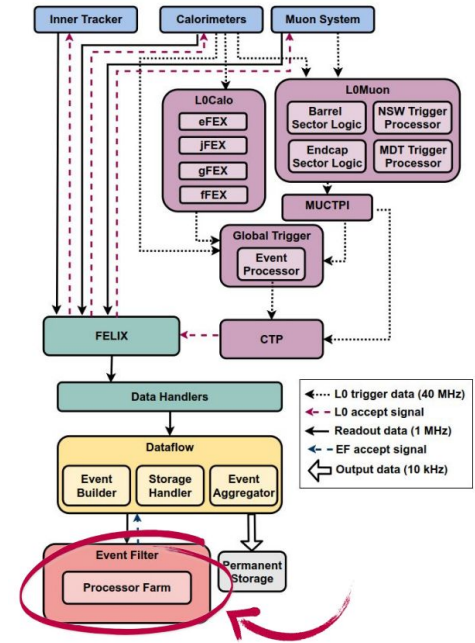 Inner Tracker
Calorimeters
Muon System
L0Calo
eFEX
jFEX
gFEX
fFEX
L0Muon
Barrel
Sector Logic
NSW Trigger
Processor
Endcap
Sector Logic
MDT Trigger
Processor
MUCTPI
Global Trigger
Event
Processor
FELIX
CTP
Data Handlers
Dataflow
Event
Builder
Storage
Handler
Event
Aggregator
Event Filter
Processor Farm
Permanent
Storage
L0 trigger data (40 MHz)
L0 accept signal
Readout data (1 MHz)
EF accept signal
Output data (10 kHz)